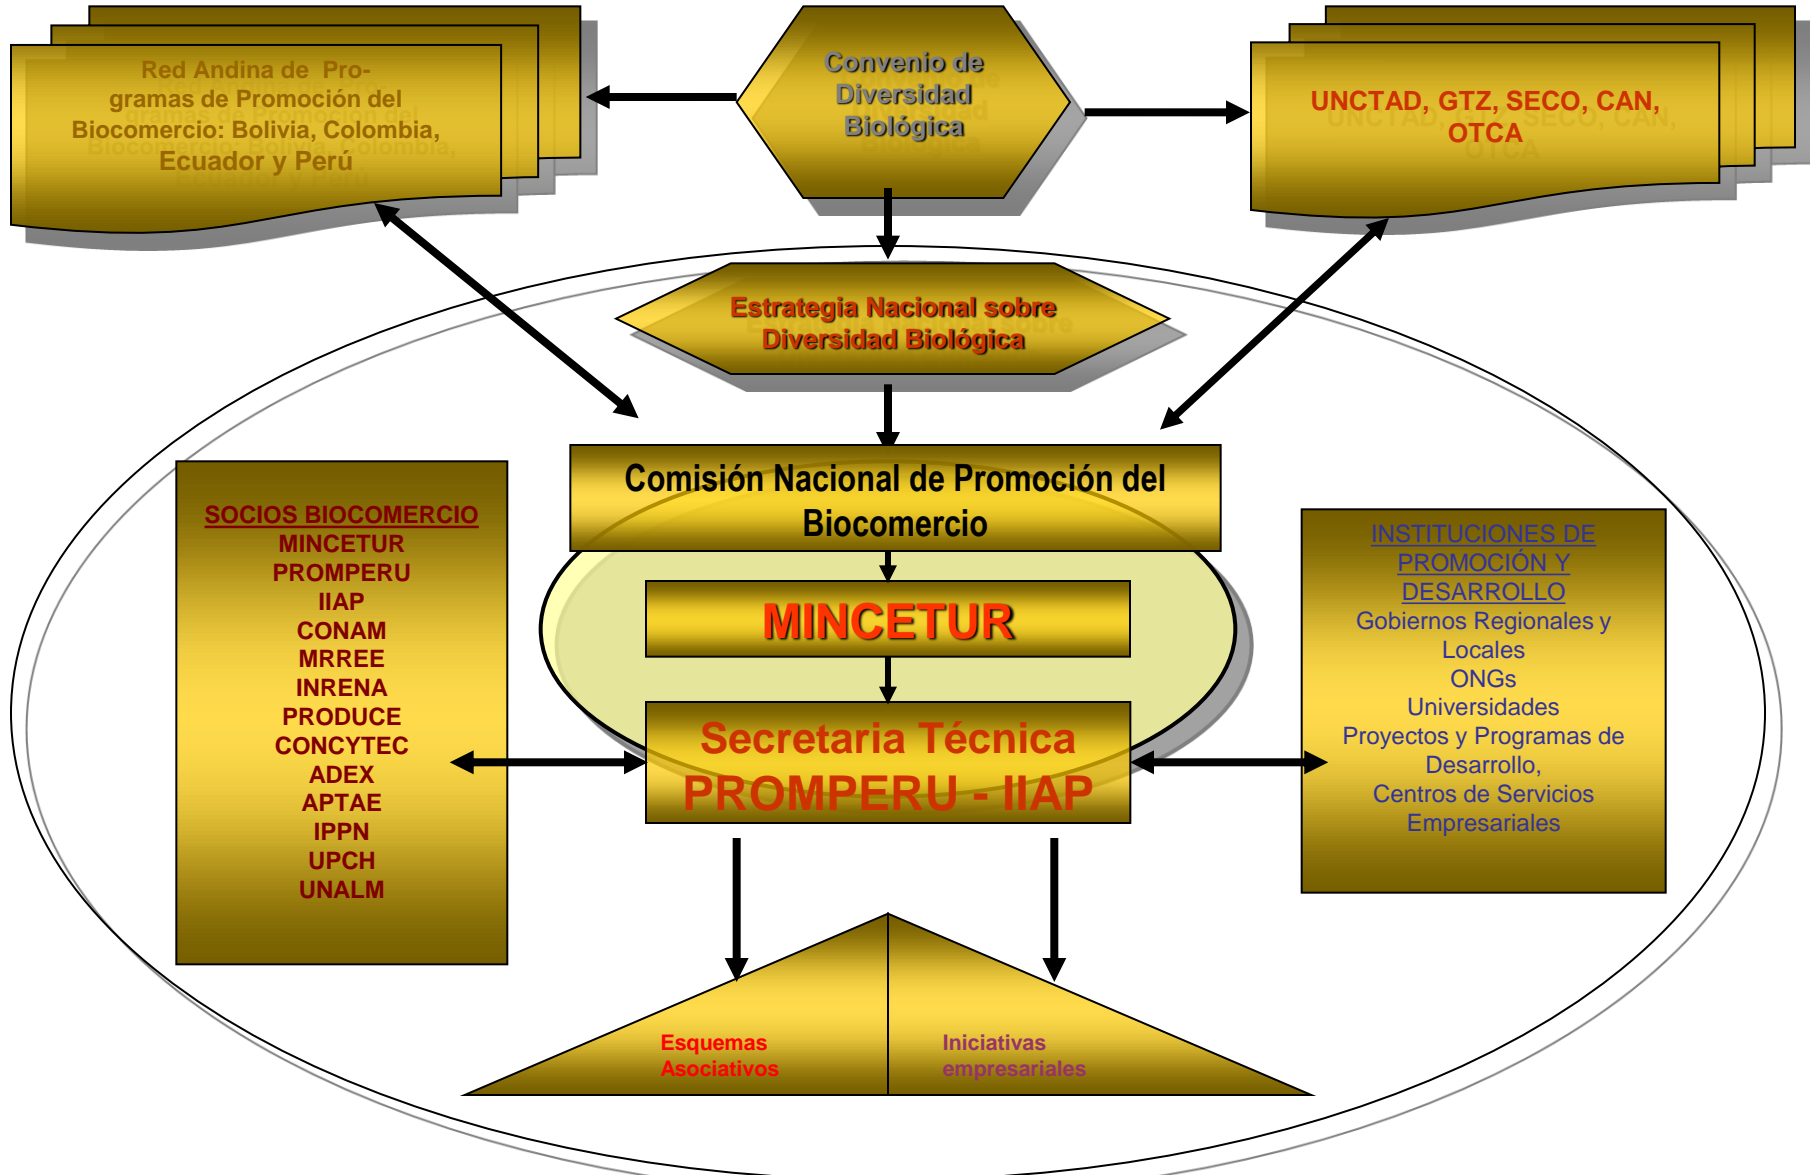 Red Andina de Pro-
gramas de Promoción del
Biocomercio: Bolivia, Colombia,
Ecuador y Perú
Convenio de
Diversidad
Biológica
UNCTAD, GTZ, SECO, CAN,
OTCA
Estrategia Nacional sobre
Diversidad Biológica
Comisión Nacional de Promoción del
Biocomercio
MINCETUR
Secretaria Técnica
PROMPERU - IIAP
SOCIOS BIOCOMERCIO
MINCETUR
PROMPERU
IIAP
CONAM
MRREE
INRENA
PRODUCE
CONCYTEC
ADEX
APTAE
IPPN
UPCH
UNALM
INSTITUCIONES DE
PROMOCIÓN Y
DESARROLLO
Gobiernos Regionales y
Locales
ONGs
Universidades
Proyectos y Programas de
Desarrollo,
Centros de Servicios
Empresariales
Esquemas
Asociativos
Iniciativas
empresariales